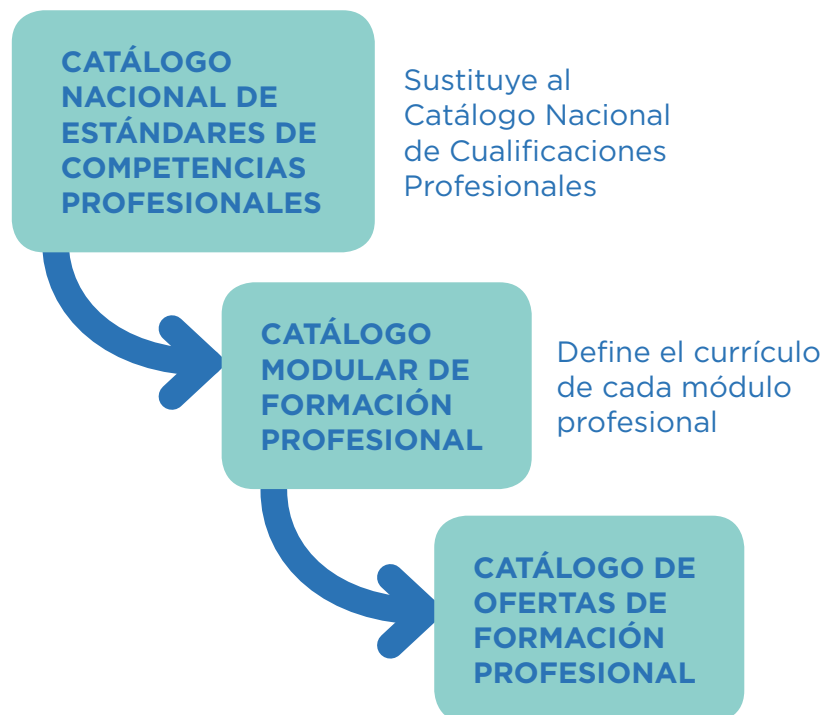 CATÁLOGO
NACIONAL DE
ESTÁNDARES DE
COMPETENCIAS
PROFESIONALES
Sustituye al
Catálogo Nacional
de Cualificaciones
Profesionales
CATÁLOGO
MODULAR DE
FORMACIÓN
PROFESIONAL
Define el currículo
de cada módulo
profesional
CATÁLOGO DE
OFERTAS DE
FORMACIÓN
PROFESIONAL